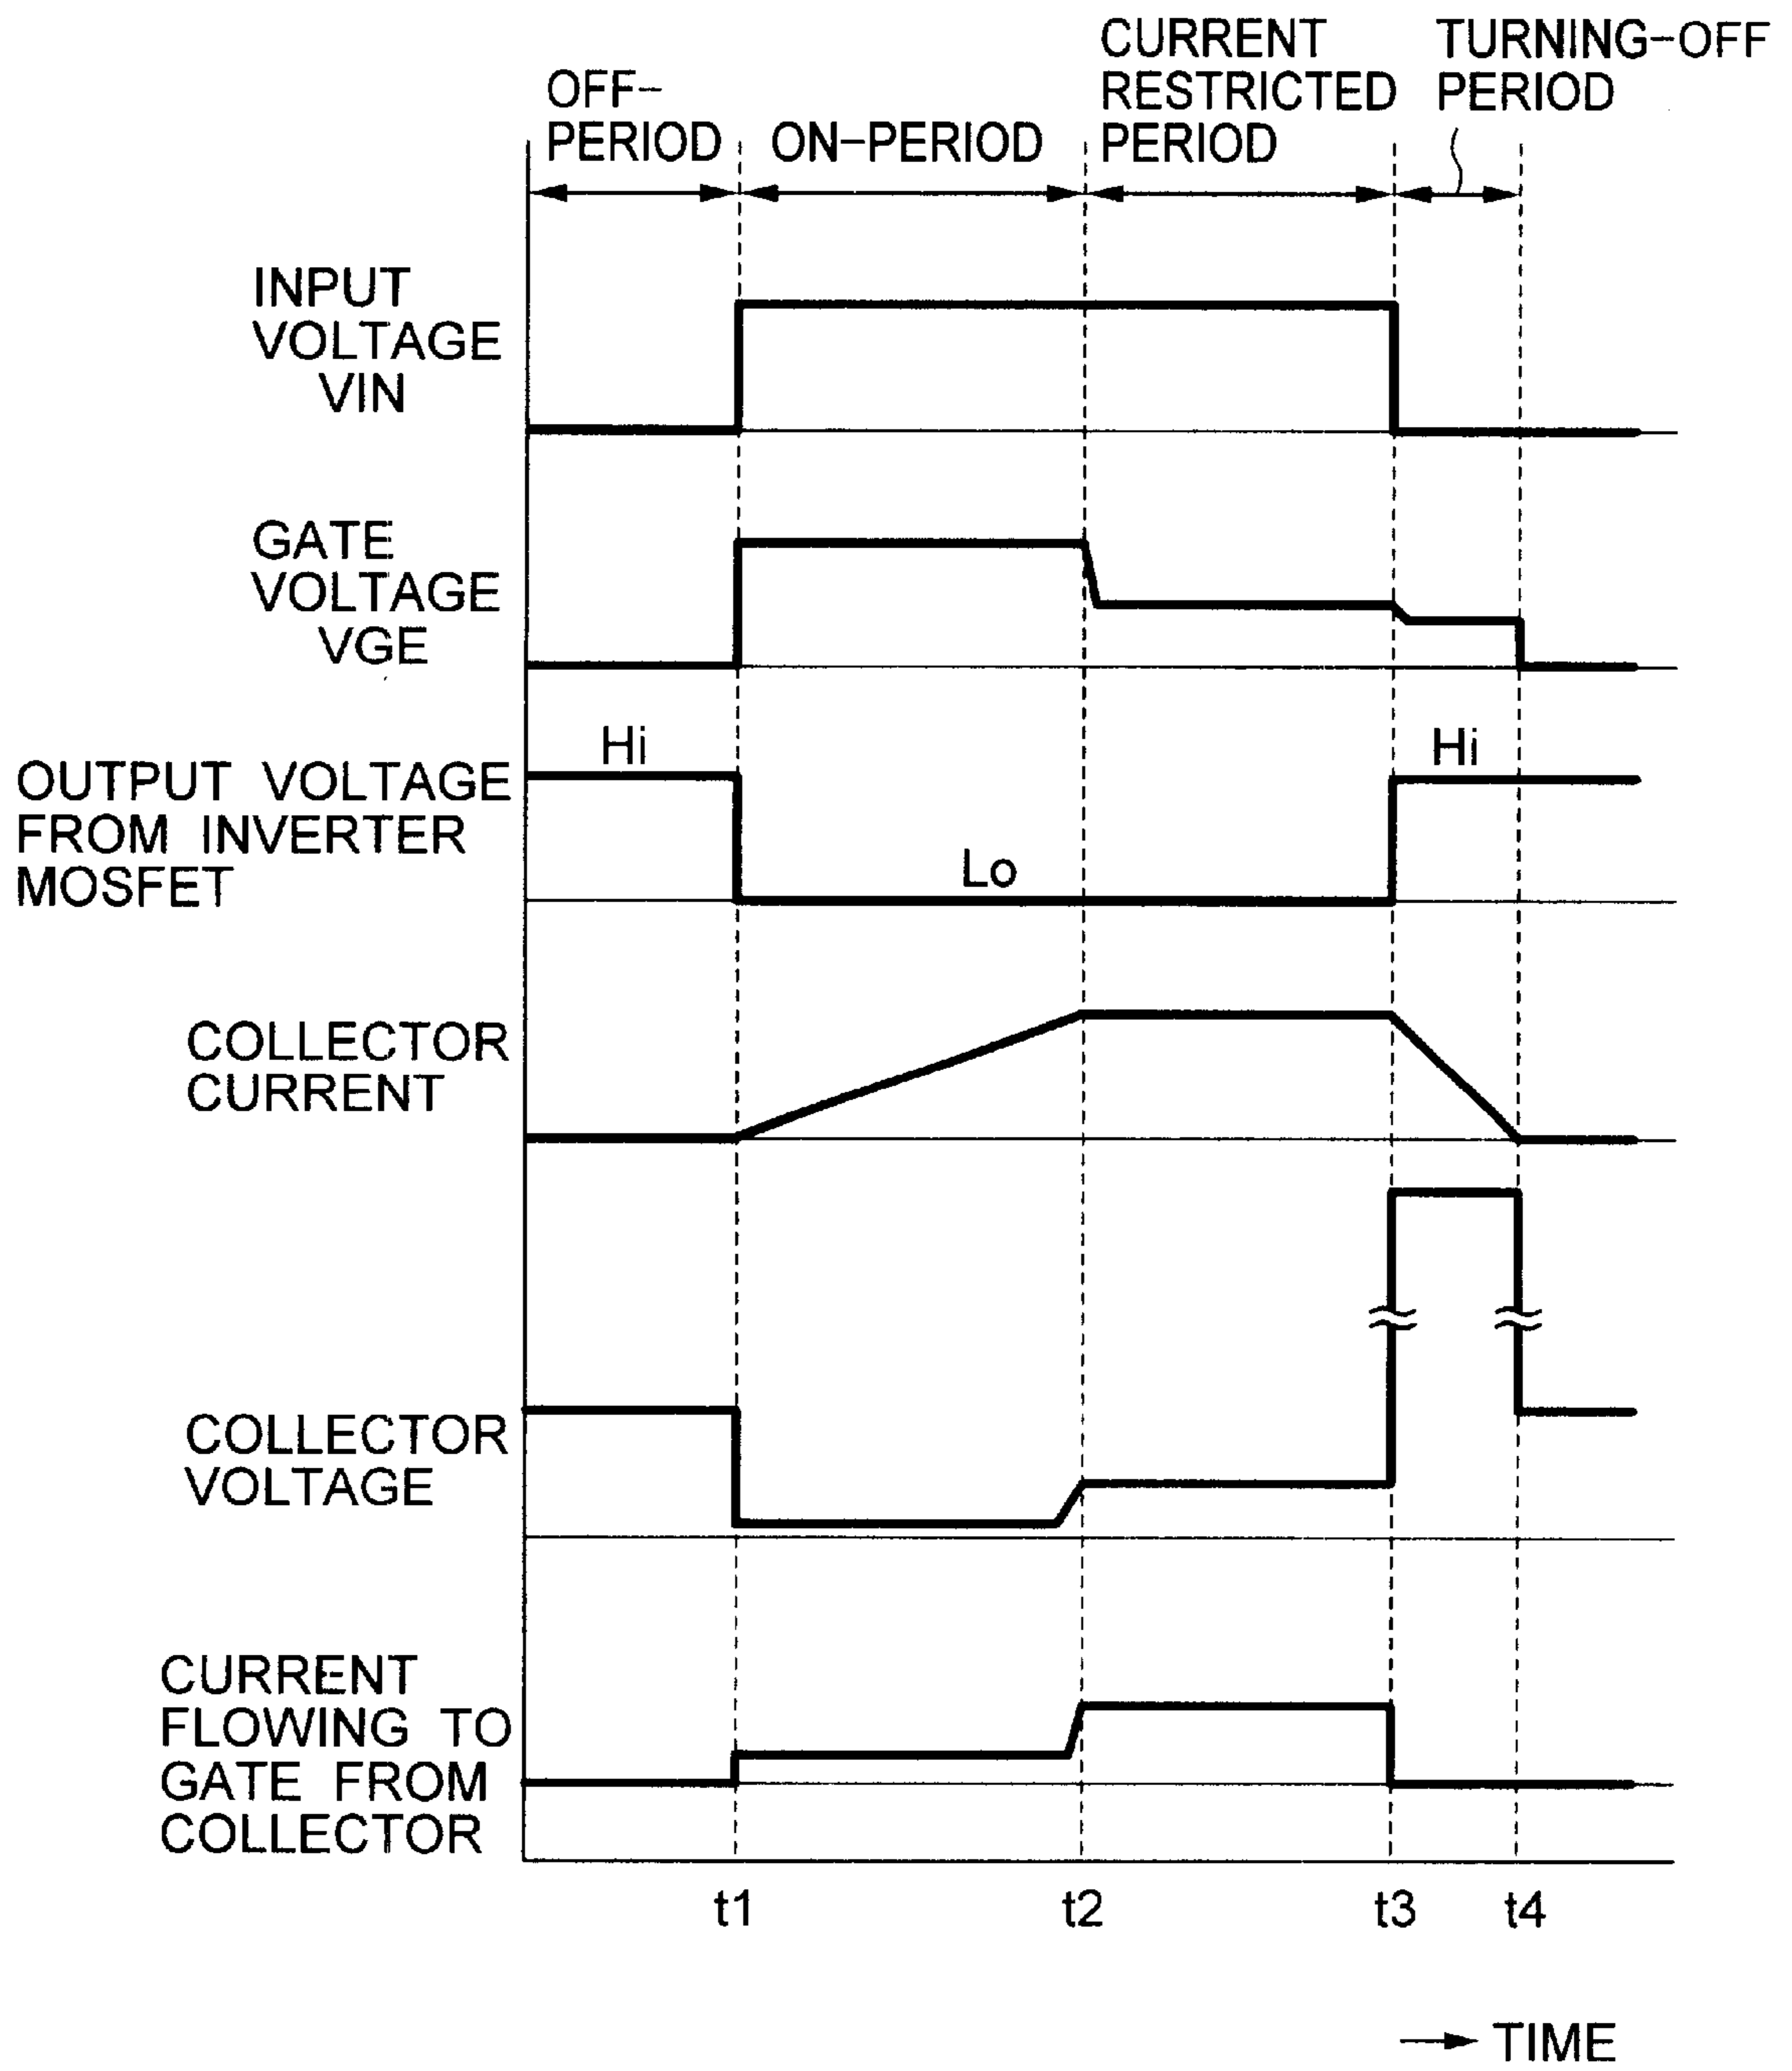 OFF-
PERIOD
ON-PERIOD
CURRENT
RESTRICTED
PERIOD
TURNING-OFF
PERIOD
INPUT
VOLTAGE
VIN
GATE
VOLTAGE
VGE
Hi
Hi
OUTPUT VOLTAGE
FROM INVERTER
MOSFET
Lo
COLLECTOR
CURRENT
COLLECTOR
VOLTAGE
CURRENT
FLOWING TO
GATE FROM
COLLECTOR
t1
t2
t3
t4
TIME